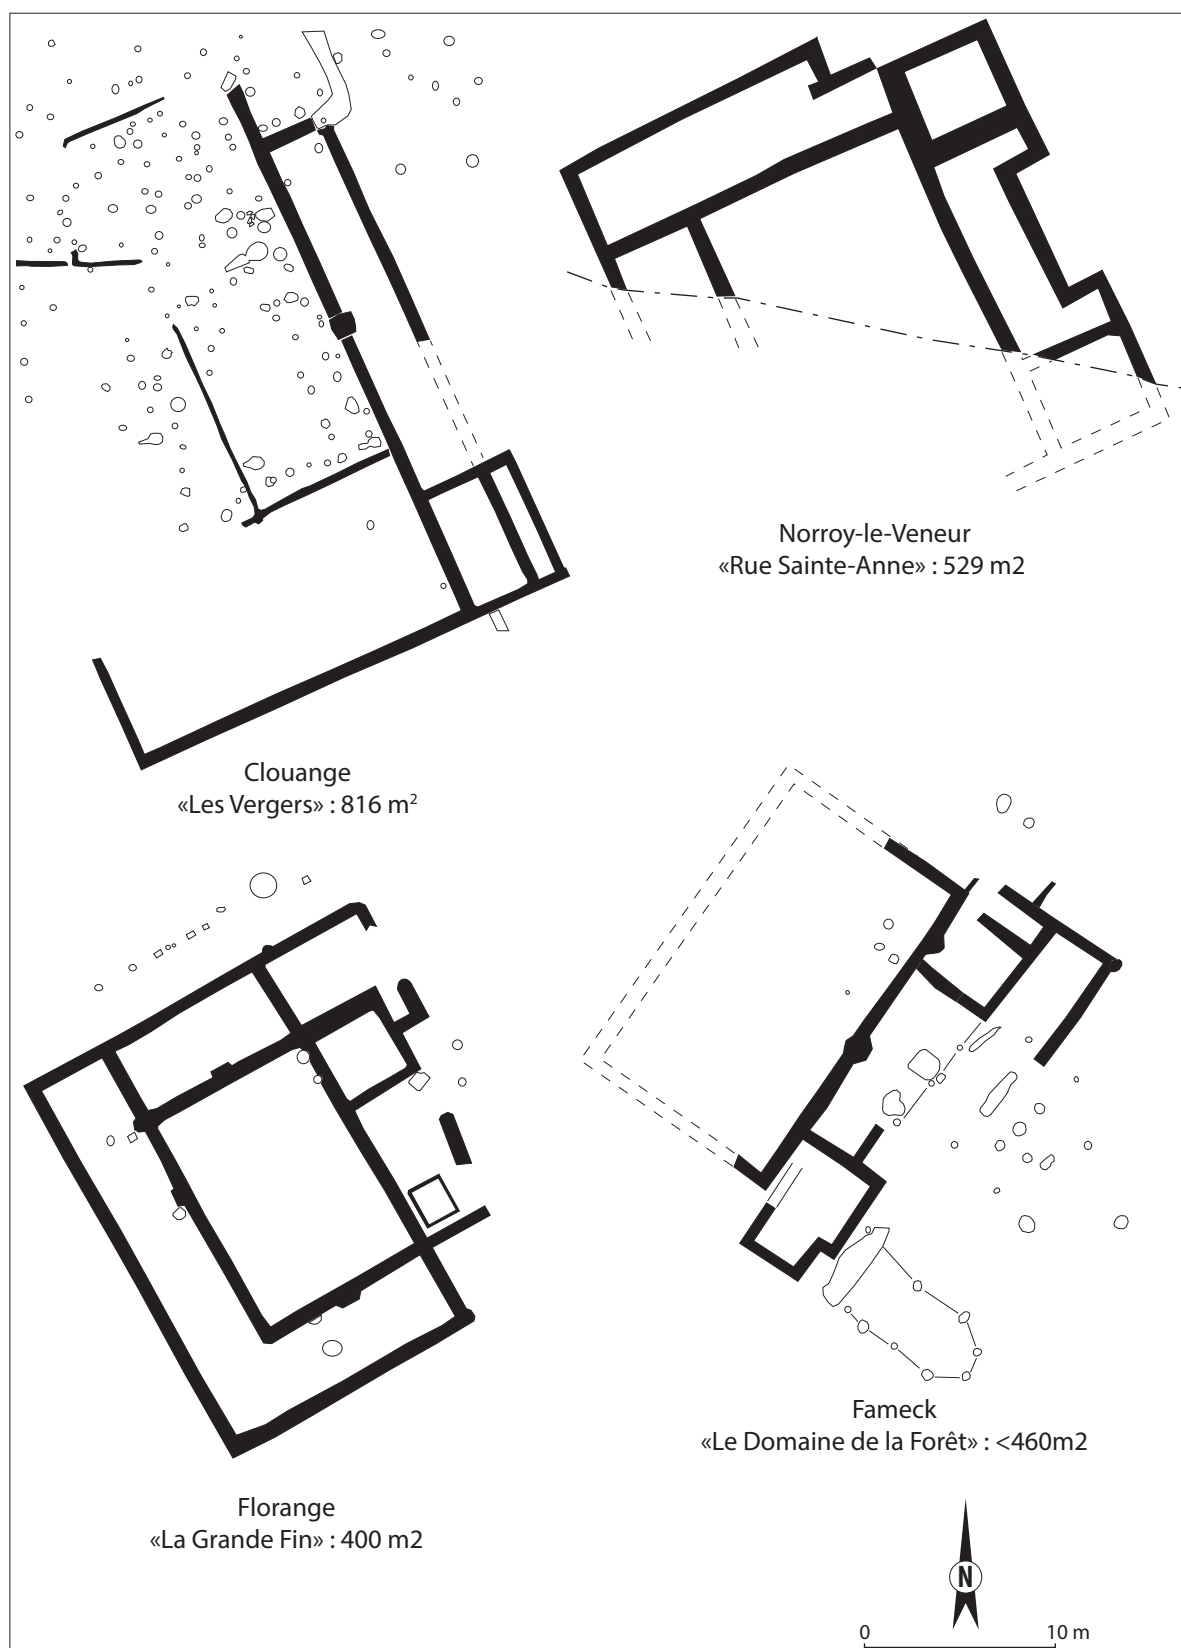 Norroy-le-Veneur
«Rue Sainte-Anne» : 529 m2
Clouange
«Les Vergers» : 816 m²
Fameck
«Le Domaine de la Forêt» : <460m2
Florange
«La Grande Fin» : 400 m2
N
0 10 m